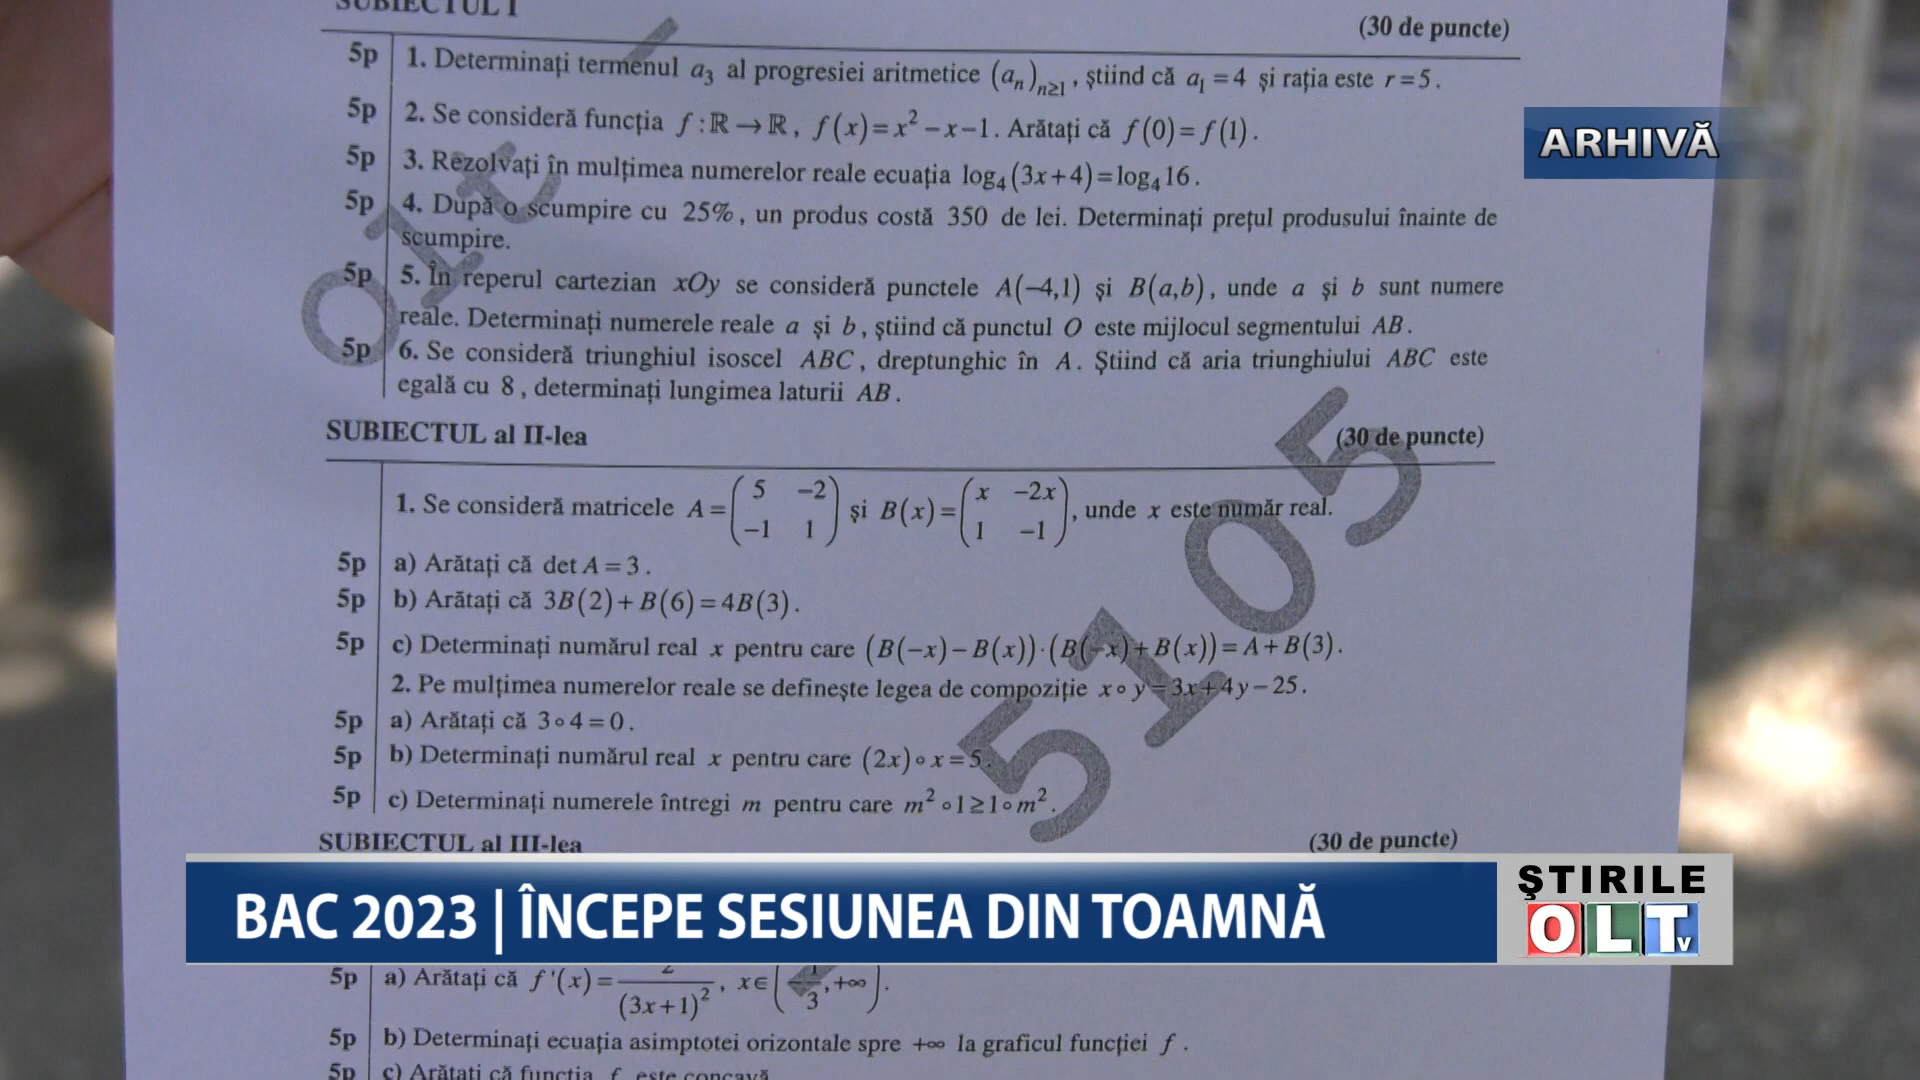 SUBIECTUL I
(30 de puncte)
5p 1. Determinați termenul a₃ al progresiei aritmetice (aₙ)ₙ≥₁, știind că a₁ = 4 și rația este r = 5.
5p 2. Se consideră funcția f : ℝ → ℝ, f(x) = x² − x − 1. Arătați că f(0) = f(1).
5p 3. Rezolvați în mulțimea numerelor reale ecuația log₄(3x+4) = log₄16.
5p 4. După o scumpire cu 25%, un produs costă 350 de lei. Determinați prețul produsului înainte de
scumpire.
5p 5. În reperul cartezian xOy se consideră punctele A(−4,1) și B(a,b), unde a și b sunt numere
reale. Determinați numerele reale a și b, știind că punctul O este mijlocul segmentului AB.
5p 6. Se consideră triunghiul isoscel ABC, dreptunghic în A. Știind că aria triunghiului ABC este
egală cu 8, determinați lungimea laturii AB.
SUBIECTUL al II-lea (30 de puncte)
1. Se consideră matricele A = (5 −2; −1 1) și B(x) = (x −2x; 1 −1), unde x este număr real.
5p a) Arătați că det A = 3.
5p b) Arătați că 3B(2) + B(6) = 4B(3).
5p c) Determinați numărul real x pentru care (B(−x) − B(x)) · (B(−x) + B(x)) = A + B(3).
2. Pe mulțimea numerelor reale se definește legea de compoziție x∘y = 3x + 4y − 25.
5p a) Arătați că 3∘4 = 0.
5p b) Determinați numărul real x pentru care (2x)∘x = 5.
5p c) Determinați numerele întregi m pentru care m²∘1 ≥ 1∘m².
SUBIECTUL al III-lea (30 de puncte)
5p a) Arătați că f'(x) = 2/(3x+1)², x ∈ (−1/3, +∞).
5p b) Determinați ecuația asimptotei orizontale spre +∞ la graficul funcției f.
5p c) Arătați că funcția f este concavă
5105
ARHIVĂ
BAC 2023 | ÎNCEPE SESIUNEA DIN TOAMNĂ
ȘTIRILE
OLTv